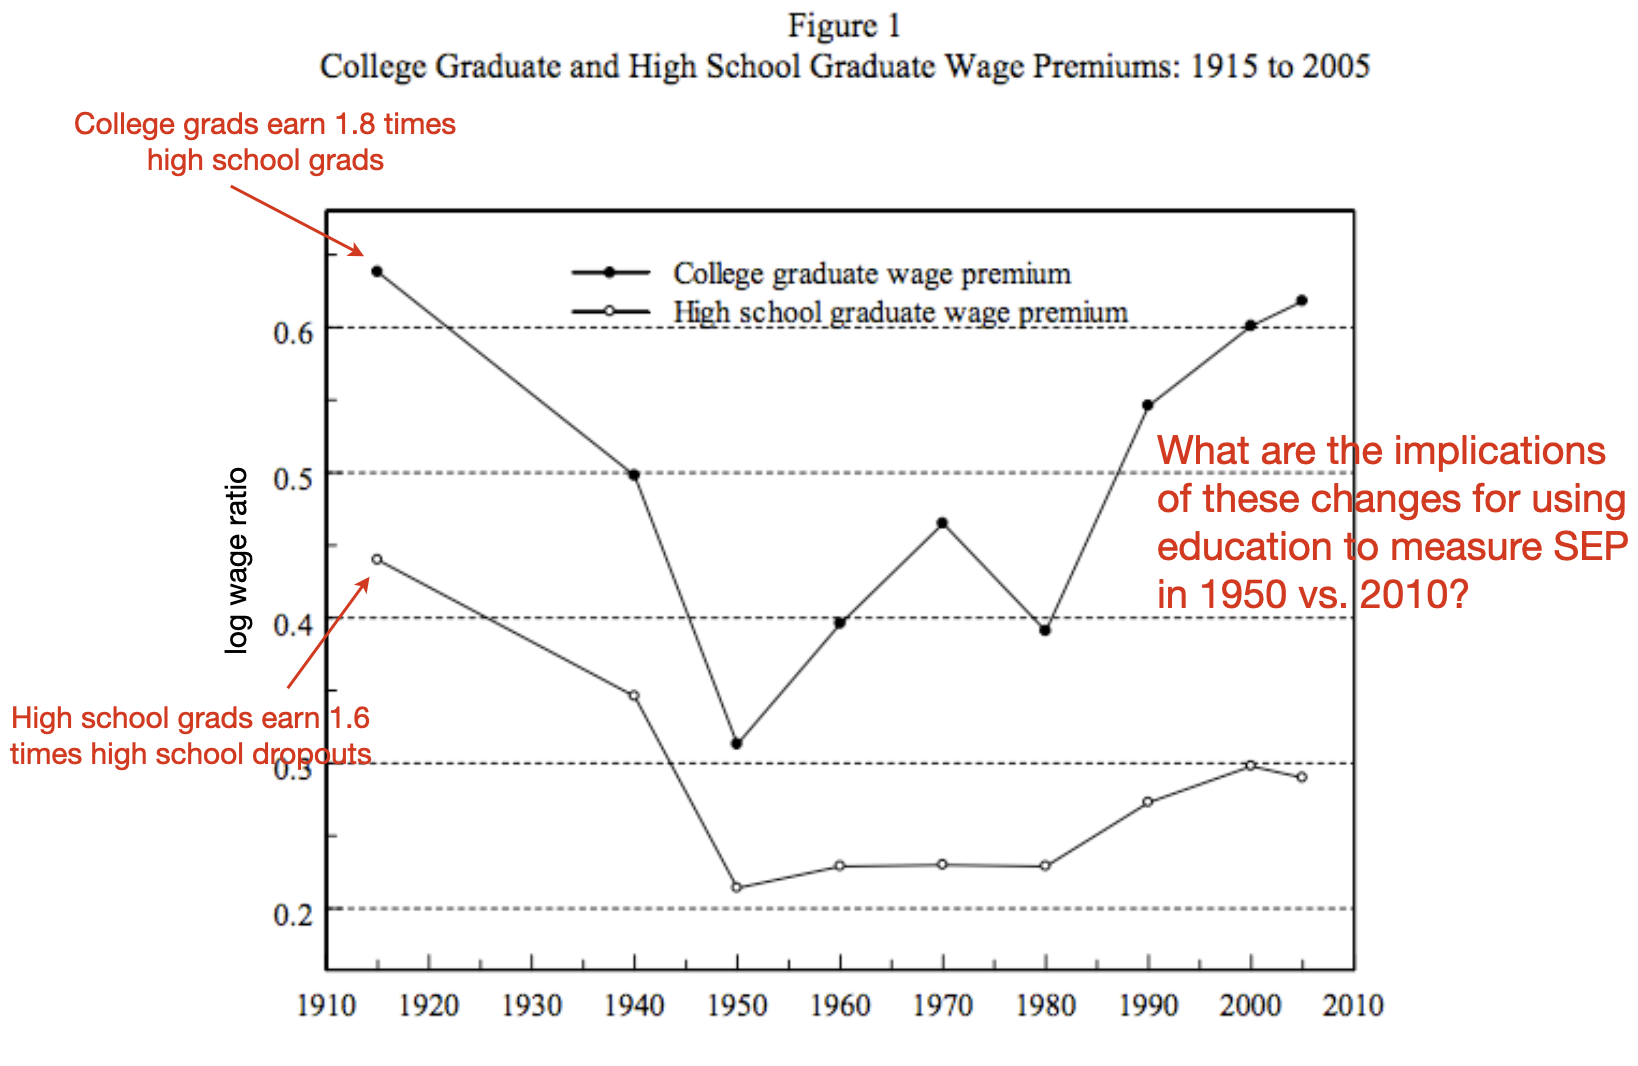 Figure 1
College Graduate and High School Graduate Wage Premiums: 1915 to 2005
College grads earn 1.8 times
high school grads
College graduate wage premium
High school graduate wage premium
0.6
What are the implications
of these changes for using
education to measure SEP
in 1950 vs. 2010?
0.5
log wage ratio
0.4
High school grads earn 1.6
times high school dropouts
0.3
0.2
1910 1920 1930 1940 1950 1960 1970 1980 1990 2000 2010